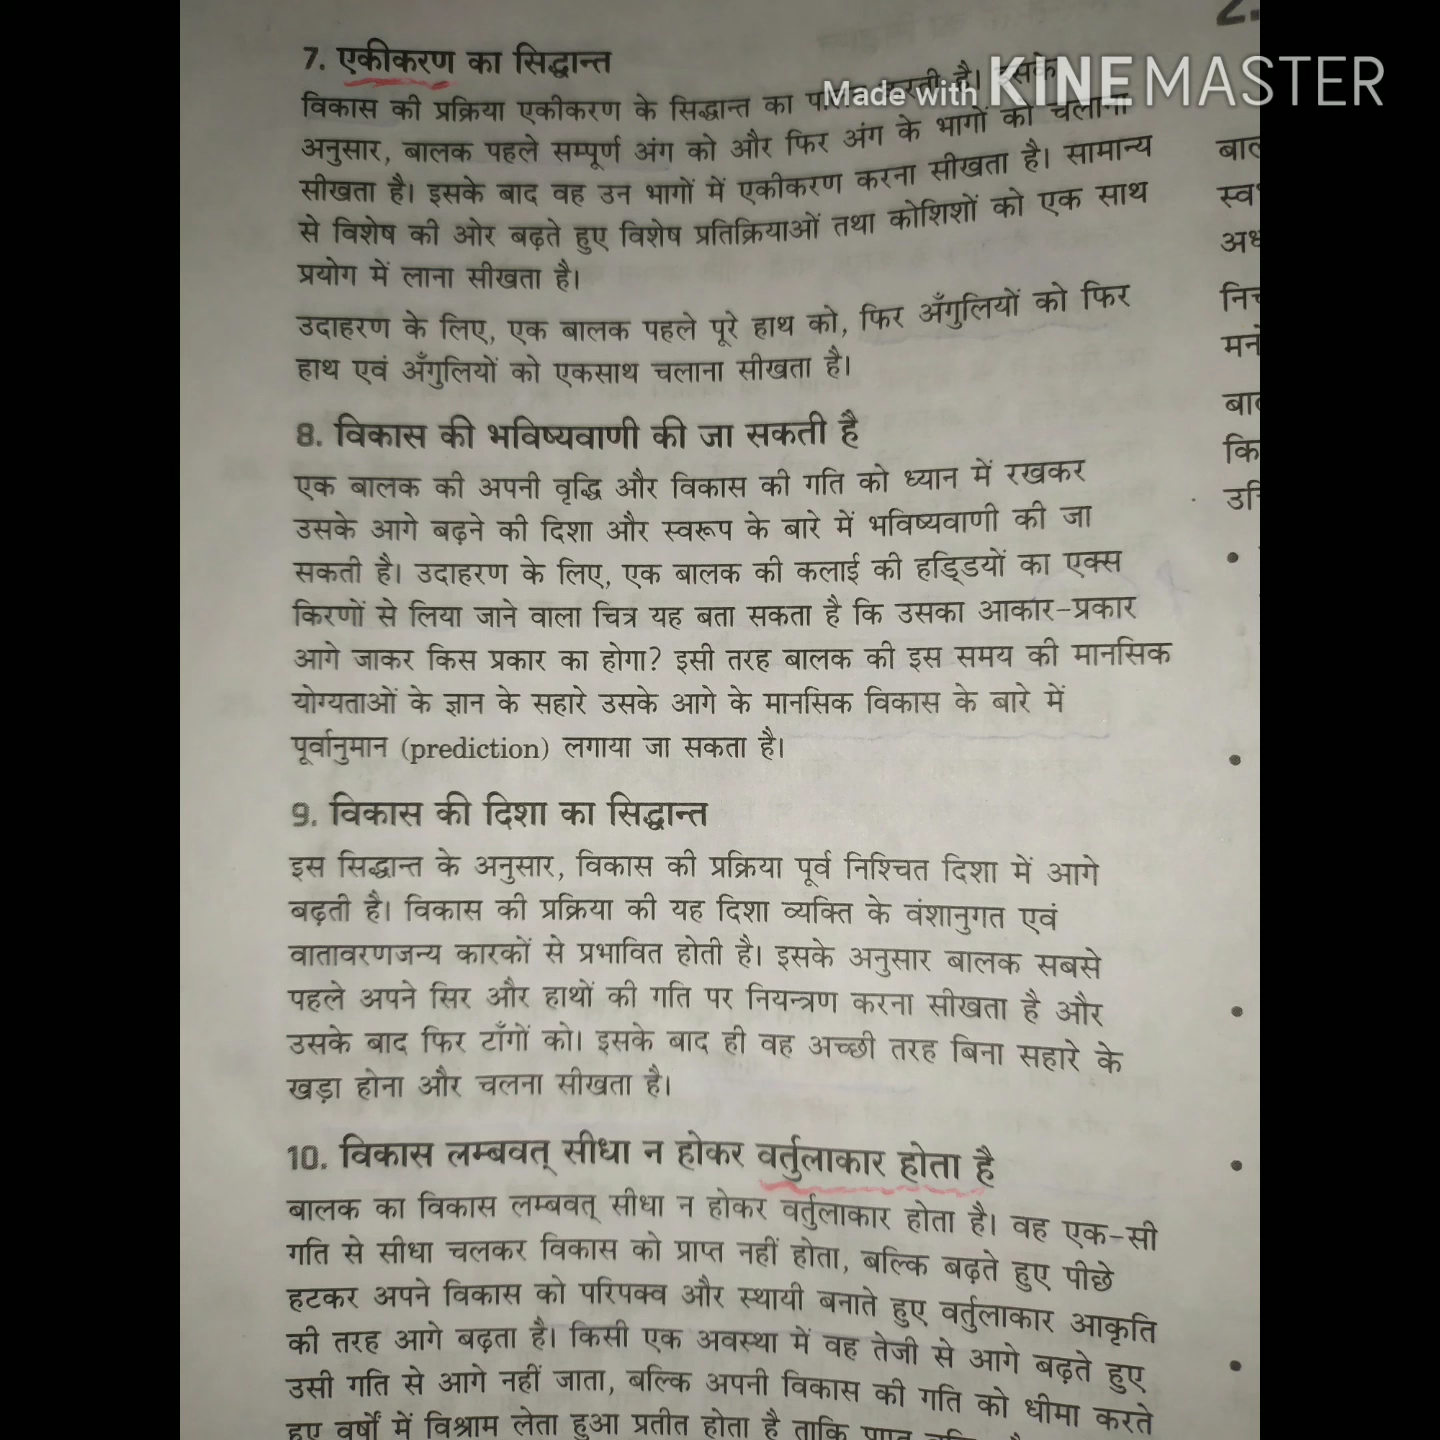 7. एकीकरण का सिद्धान्त
Made with KINEMASTER
विकास की प्रक्रिया एकीकरण के सिद्धान्त का करती है।
अनुसार, बालक पहले सम्पूर्ण अंग को और फिर अंग के भागों को चलाना
सीखता है। इसके बाद वह उन भागों में एकीकरण करना सीखता है। सामान्य
से विशेष की ओर बढ़ते हुए विशेष प्रतिक्रियाओं तथा कोशिशों को एक साथ
प्रयोग में लाना सीखता है।
उदाहरण के लिए, एक बालक पहले पूरे हाथ को, फिर अँगुलियों को फिर
हाथ एवं अँगुलियों को एकसाथ चलाना सीखता है।
8. विकास की भविष्यवाणी की जा सकती है
एक बालक की अपनी वृद्धि और विकास की गति को ध्यान में रखकर
उसके आगे बढ़ने की दिशा और स्वरूप के बारे में भविष्यवाणी की जा
सकती है। उदाहरण के लिए, एक बालक की कलाई की हड्डियों का एक्स
किरणों से लिया जाने वाला चित्र यह बता सकता है कि उसका आकार-प्रकार
आगे जाकर किस प्रकार का होगा? इसी तरह बालक की इस समय की मानसिक
योग्यताओं के ज्ञान के सहारे उसके आगे के मानसिक विकास के बारे में
पूर्वानुमान (prediction) लगाया जा सकता है।
9. विकास की दिशा का सिद्धान्त
इस सिद्धान्त के अनुसार, विकास की प्रक्रिया पूर्व निश्चित दिशा में आगे
बढ़ती है। विकास की प्रक्रिया की यह दिशा व्यक्ति के वंशानुगत एवं
वातावरणजन्य कारकों से प्रभावित होती है। इसके अनुसार बालक सबसे
पहले अपने सिर और हाथों की गति पर नियन्त्रण करना सीखता है और
उसके बाद फिर टाँगों को। इसके बाद ही वह अच्छी तरह बिना सहारे के
खड़ा होना और चलना सीखता है।
10. विकास लम्बवत् सीधा न होकर वर्तुलाकार होता है
बालक का विकास लम्बवत् सीधा न होकर वर्तुलाकार होता है। वह एक-सी
गति से सीधा चलकर विकास को प्राप्त नहीं होता, बल्कि बढ़ते हुए पीछे
हटकर अपने विकास को परिपक्व और स्थायी बनाते हुए वर्तुलाकार आकृति
की तरह आगे बढ़ता है। किसी एक अवस्था में वह तेजी से आगे बढ़ते हुए
उसी गति से आगे नहीं जाता, बल्कि अपनी विकास की गति को धीमा करते
हुए वर्षों में विश्राम लेता हुआ प्रतीत होता है ताकि